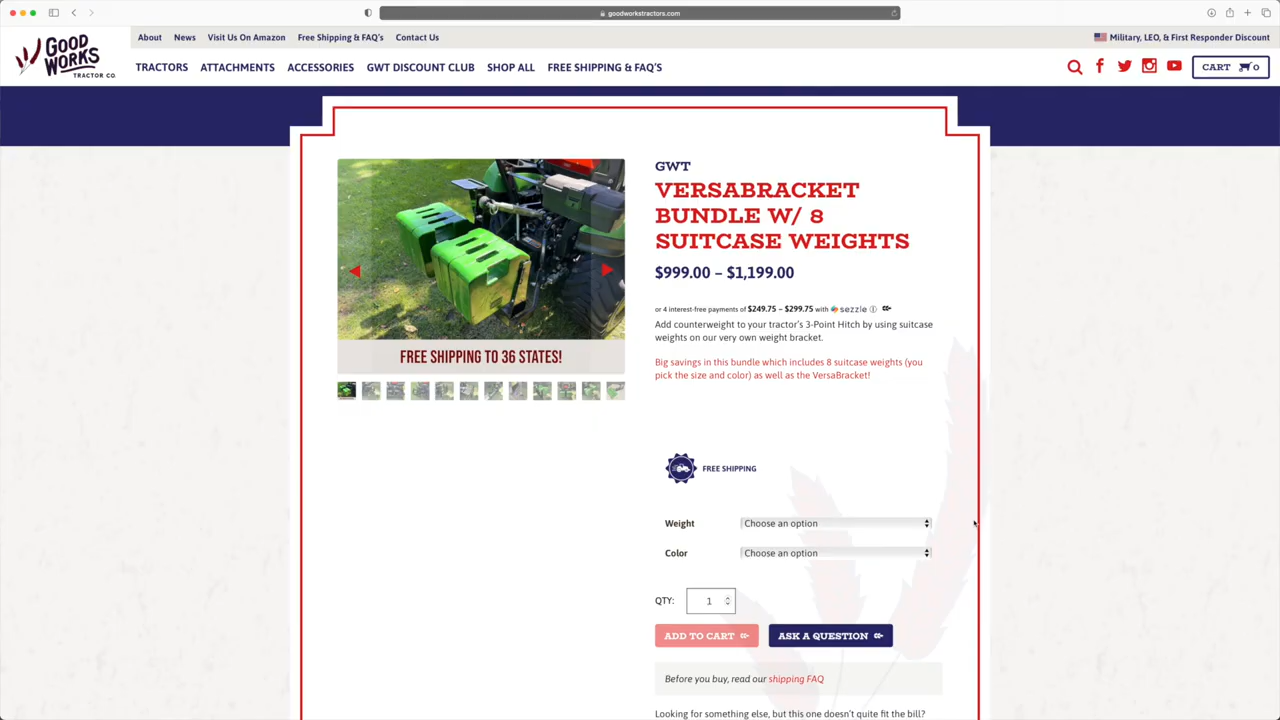 goodworkstractors.com
GOOD
WORKS
TRACTOR CO
About News Visit Us On Amazon Free Shipping & FAQ's Contact Us
Military, LEO, & First Responder Discount
TRACTORS ATTACHMENTS ACCESSORIES GWT DISCOUNT CLUB SHOP ALL FREE SHIPPING & FAQ'S
CART 0
GWT
VERSABRACKET
BUNDLE W/ 8
SUITCASE WEIGHTS
$999.00 – $1,199.00
or 4 interest-free payments of $249.75 – $299.75 with sezzle
Add counterweight to your tractor's 3-Point Hitch by using suitcase
weights on our very own weight bracket.
Big savings in this bundle which includes 8 suitcase weights (you
pick the size and color) as well as the VersaBracket!
FREE SHIPPING TO 36 STATES!
FREE SHIPPING
Weight Choose an option
Color Choose an option
QTY: 1
ADD TO CART ASK A QUESTION
Before you buy, read our shipping FAQ
Looking for something else, but this one doesn't quite fit the bill?